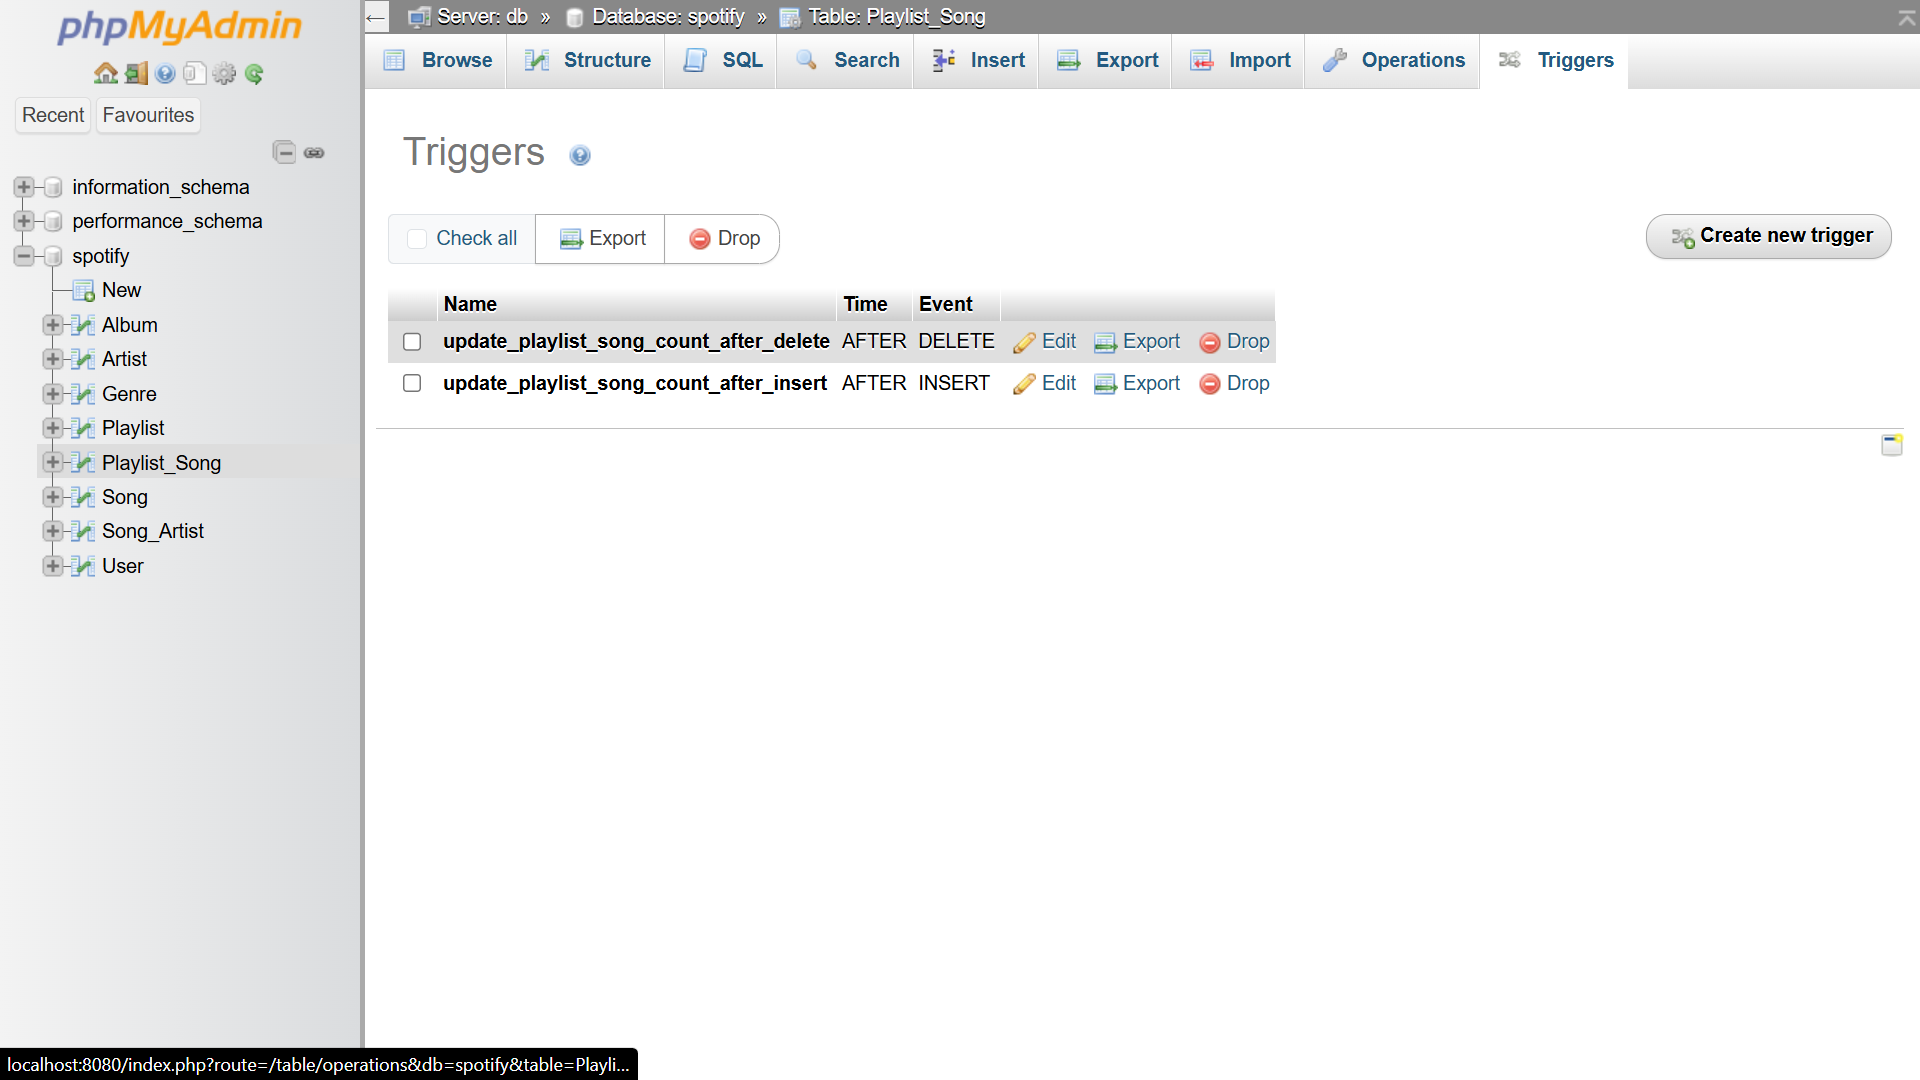 phpMyAdmin
Recent
Favourites
information_schema
performance_schema
spotify
New
Album
Artist
Genre
Playlist
Playlist_Song
Song
Song_Artist
User
← Server: db » Database: spotify » Table: Playlist_Song
Browse Structure SQL Search Insert Export Import Operations Triggers
Triggers
Check all Export Drop
Create new trigger
Name Time Event
update_playlist_song_count_after_delete AFTER DELETE Edit Export Drop
update_playlist_song_count_after_insert AFTER INSERT Edit Export Drop
localhost:8080/index.php?route=/table/operations&db=spotify&table=Playli...